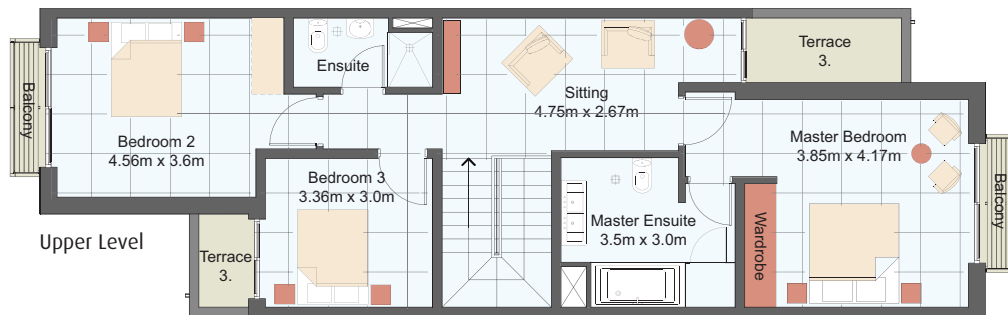 Balcony
Bedroom 2
4.56m x 3.6m
Ensuite
Sitting
4.75m x 2.67m
Terrace
3.
Master Bedroom
3.85m x 4.17m
Balcony
Bedroom 3
3.36m x 3.0m
Master Ensuite
3.5m x 3.0m
Wardrobe
Upper Level
Terrace
3.